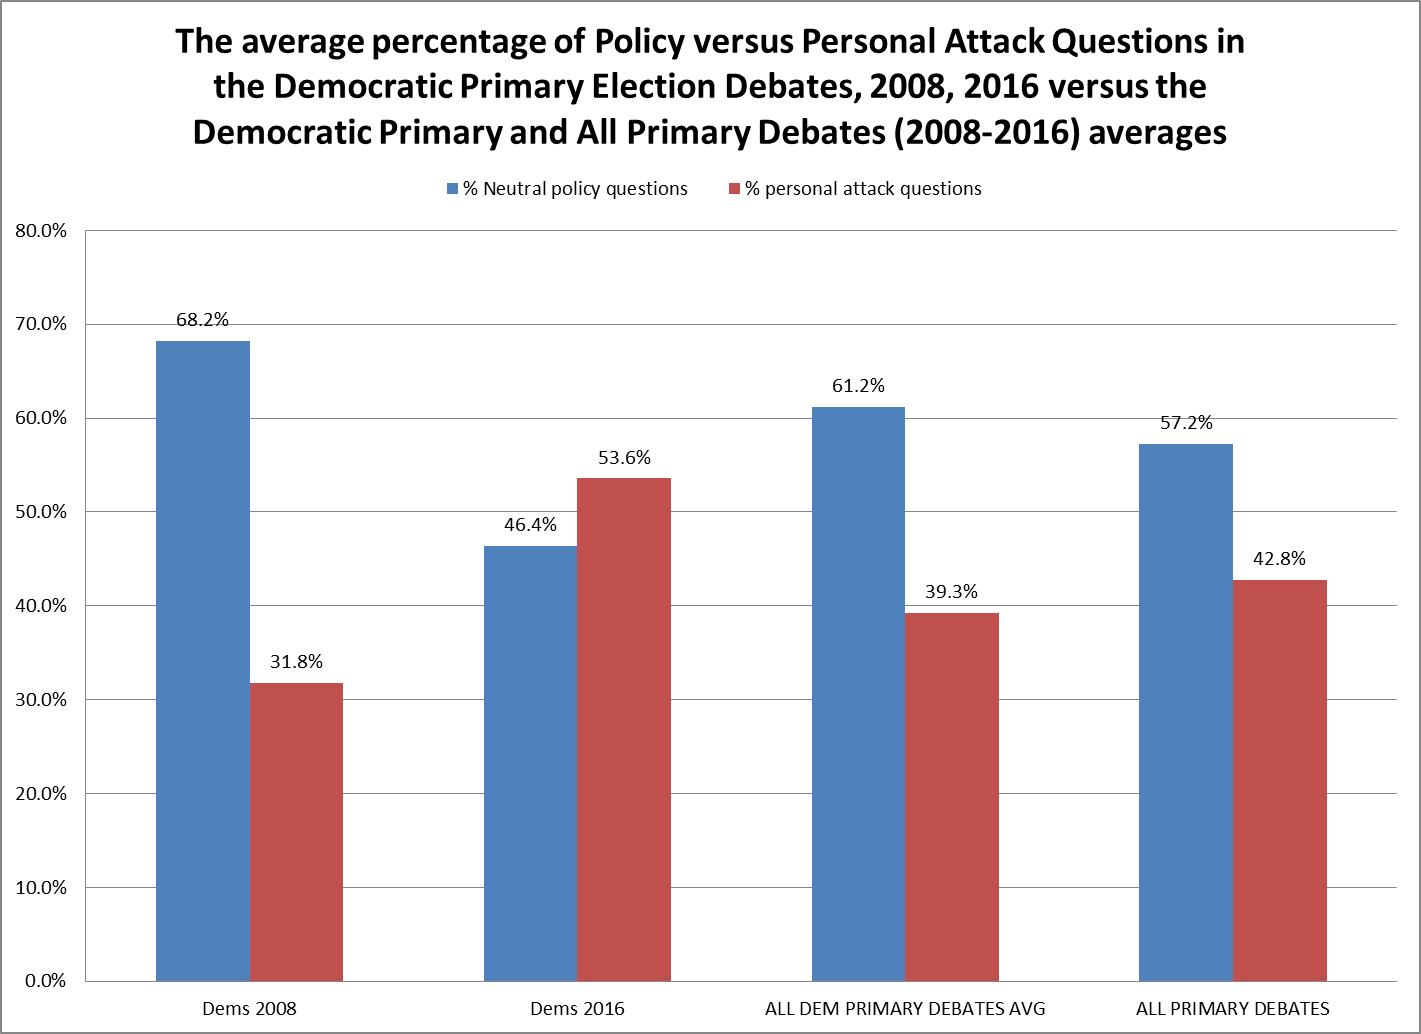 The average percentage of Policy versus Personal Attack Questions in
the Democratic Primary Election Debates, 2008, 2016 versus the
Democratic Primary and All Primary Debates (2008-2016) averages
% Neutral policy questions
% personal attack questions
80.0%
70.0%
60.0%
50.0%
40.0%
30.0%
20.0%
10.0%
0.0%
68.2%
31.8%
46.4%
53.6%
61.2%
39.3%
57.2%
42.8%
Dems 2008
Dems 2016
ALL DEM PRIMARY DEBATES AVG
ALL PRIMARY DEBATES